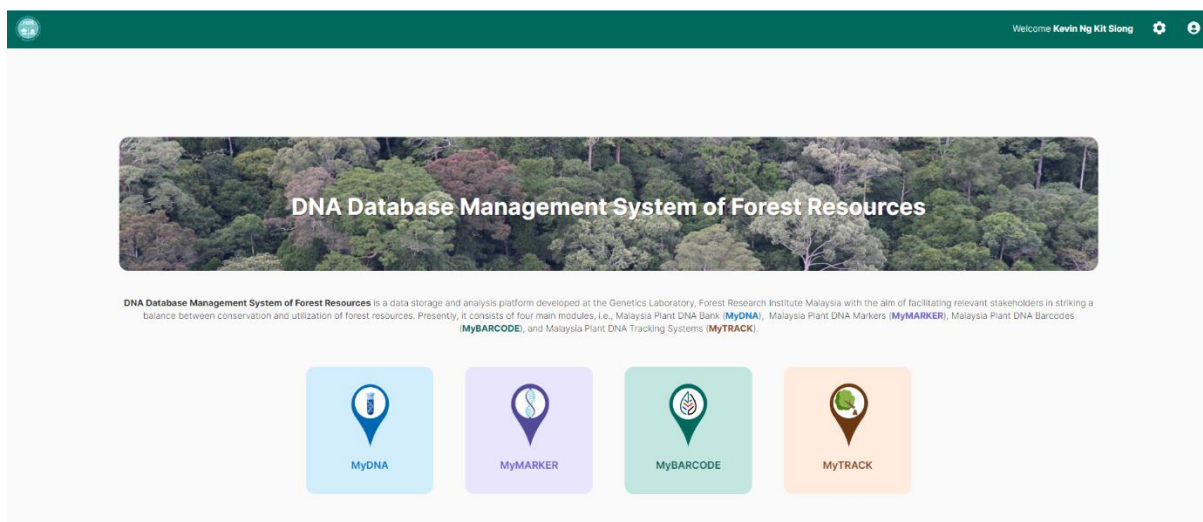 Welcome Kevin Ng Kit Siong
DNA Database Management System of Forest Resources
DNA Database Management System of Forest Resources is a data storage and analysis platform developed at the Genetics Laboratory, Forest Research Institute Malaysia with the aim of facilitating relevant stakeholders in striking a
balance between conservation and utilization of forest resources. Presently, it consists of four main modules, i.e., Malaysia Plant DNA Bank (MyDNA), Malaysia Plant DNA Markers (MyMARKER), Malaysia Plant DNA Barcodes
(MyBARCODE), and Malaysia Plant DNA Tracking Systems (MyTRACK).
MyDNA MyMARKER MyBARCODE MyTRACK